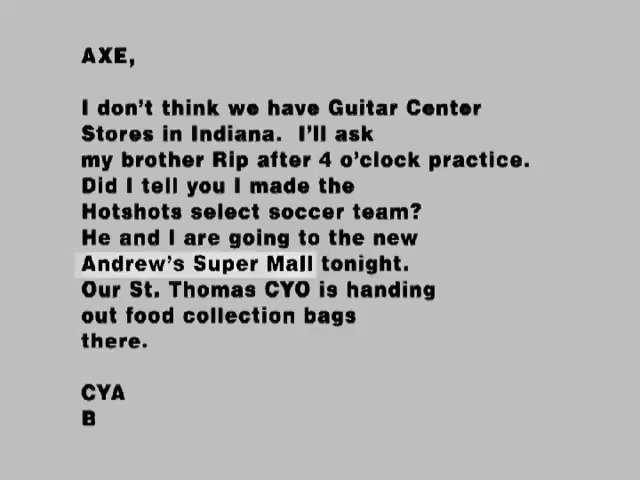 AXE,
I don't think we have Guitar Center
Stores in Indiana.  I'll ask
my brother Rip after 4 o'clock practice.
Did I tell you I made the
Hotshots select soccer team?
He and I are going to the new
Andrew's Super Mall tonight.
Our St. Thomas CYO is handing
out food collection bags
there.
CYA
B